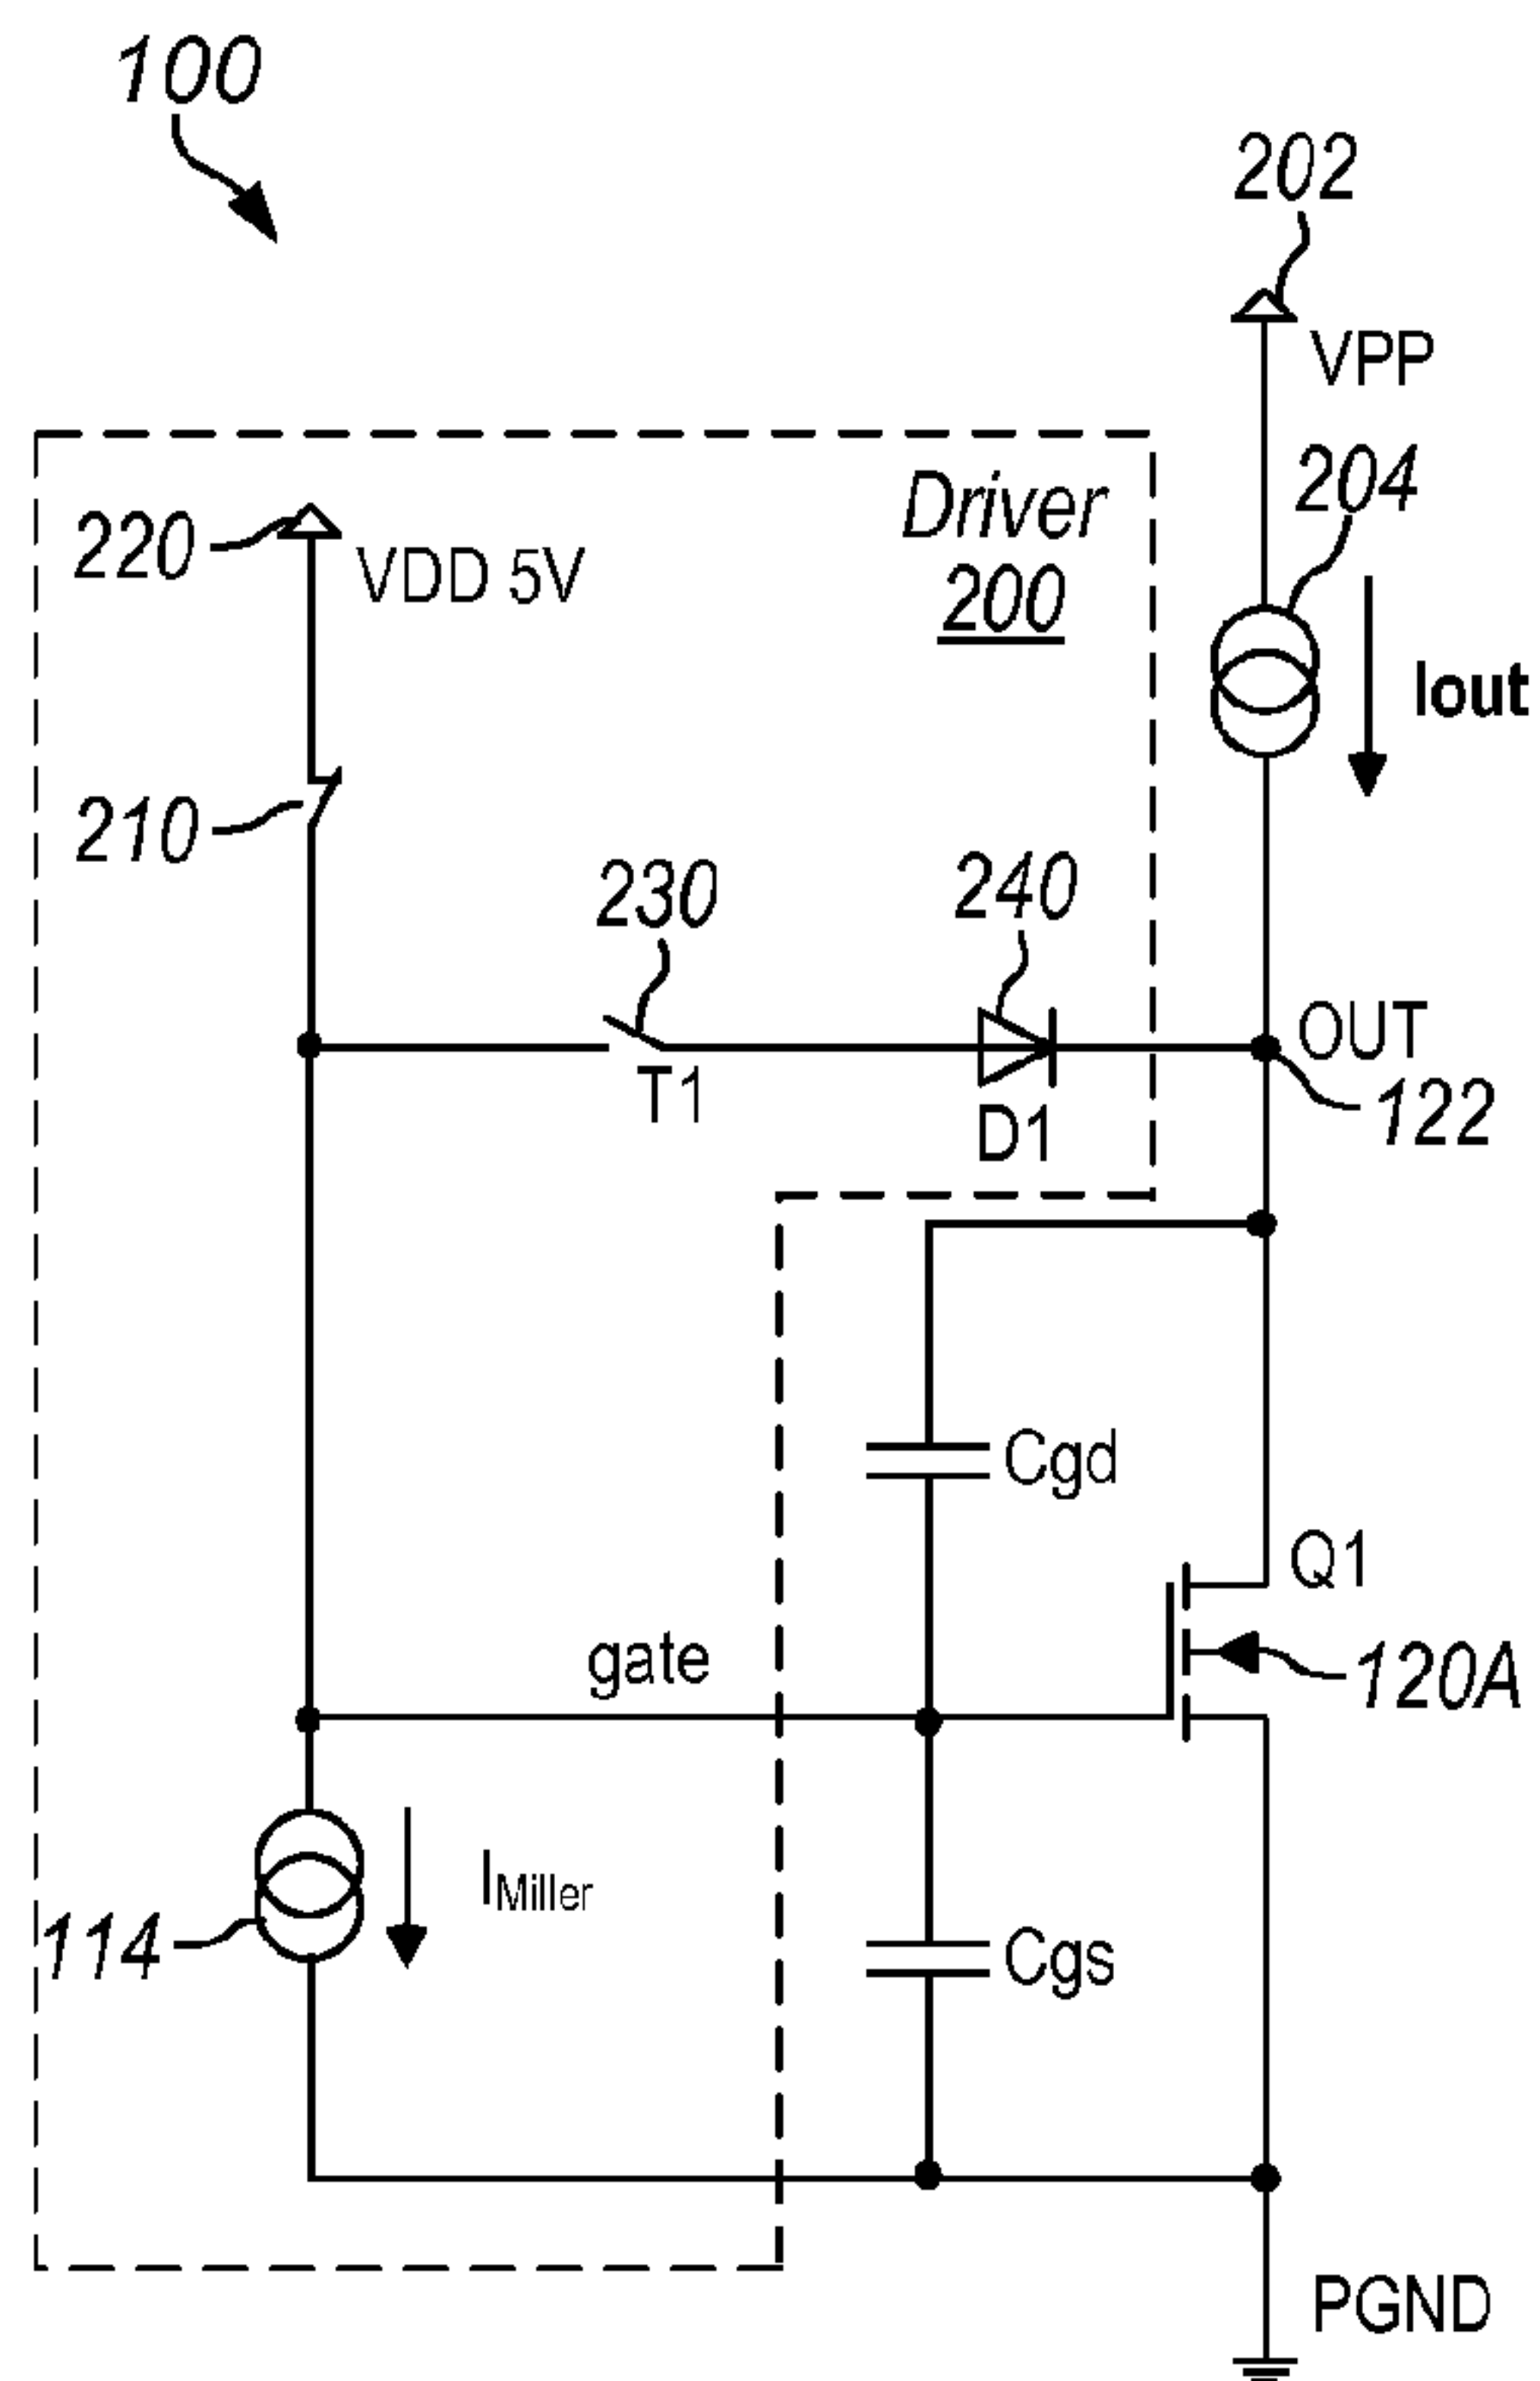 100
202
VPP
Driver
200
204
220
VDD 5V
Iout
210
230
240
OUT
T1
D1
122
Cgd
Q1
gate
120A
IMiller
114
Cgs
PGND